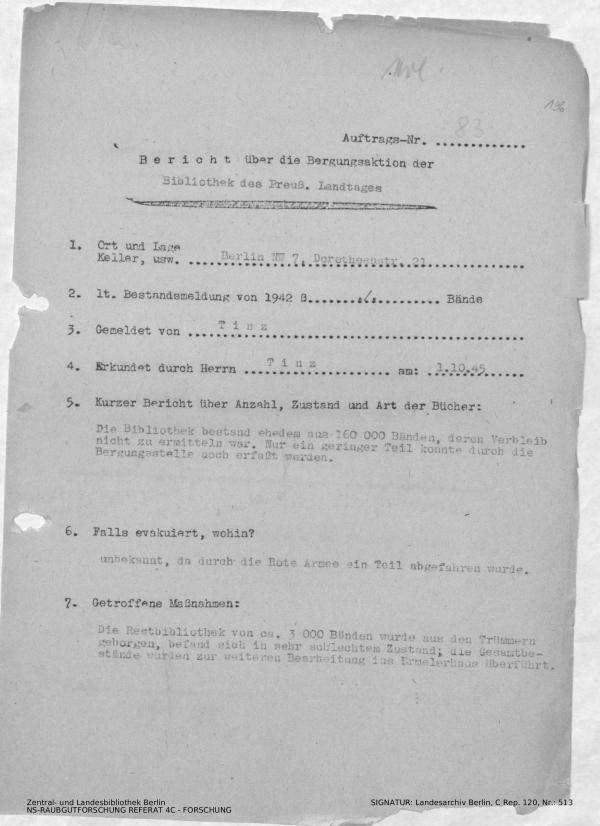 196
Auftrags-Nr. 83
Bericht über die Bergungsaktion der
Bibliothek des Preuß. Landtages
1. Ort und Lage
Keller, usw. Berlin NW 7, Dorotheenstr. 21
2. lt. Bestandsmeldung von 1942 8........./.......... Bände
3. Gemeldet von Tinz
4. Erkundet durch Herrn Tinz am: 1.10.45
5. Kurzer Bericht über Anzahl, Zustand und Art der Bücher:
Die Bibliothek bestand ehedem aus 160 000 Bänden, deren Verbleib
nicht zu ermitteln war. Nur ein geringer Teil konnte durch die
Bergungsstelle noch erfaßt werden.
6. Falls evakuiert, wohin?
unbekannt, da durch die Rote Armee ein Teil abgefahren wurde.
7. Getroffene Maßnahmen:
Die Restbibliothek von ca. 3 000 Bänden wurde aus den Trümmern
geborgen, befand sich in sehr schlechtem Zustand; die Gesamtbe-
stände wurden zur weiteren Bearbeitung ins Ermelerhaus überführt.
Zentral- und Landesbibliothek Berlin
NS-RAUBGUTFORSCHUNG REFERAT 4C - FORSCHUNG
SIGNATUR: Landesarchiv Berlin, C Rep. 120, Nr.: 513